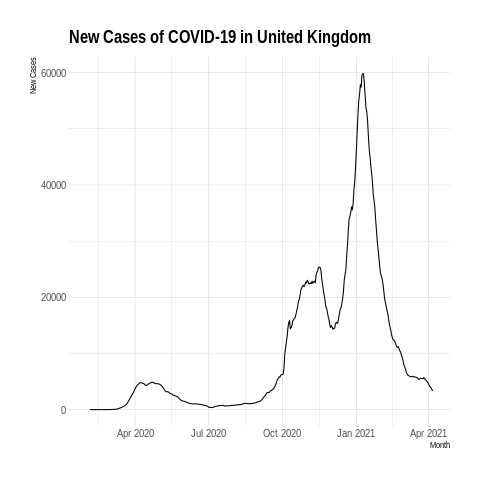 New Cases of COVID-19 in United Kingdom
New Cases
60000
40000
20000
0
Apr 2020 Jul 2020 Oct 2020 Jan 2021 Apr 2021
Month